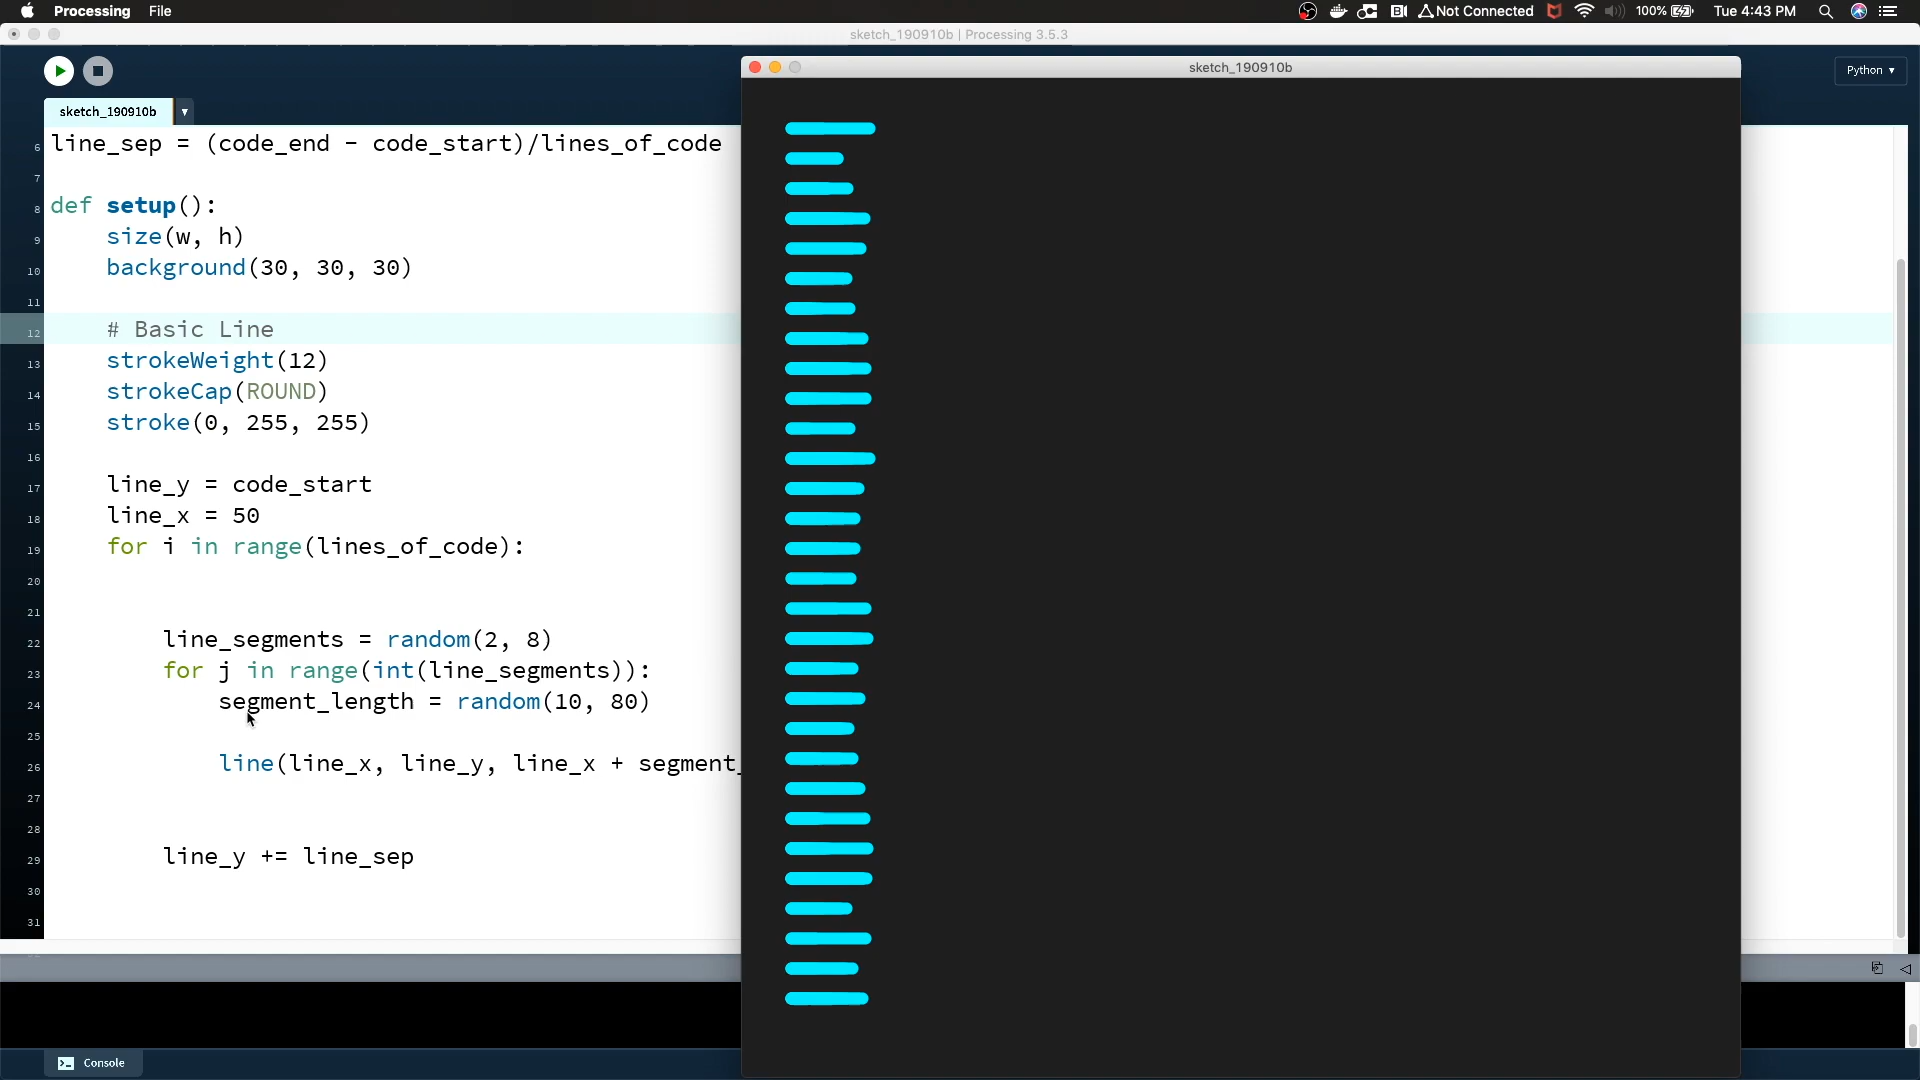 Processing File
Not Connected 100% Tue 4:43 PM
sketch_190910b | Processing 3.5.3
sketch_190910b
Python
sketch_190910b
6 line_sep = (code_end - code_start)/lines_of_code
7
8 def setup():
9 size(w, h)
10 background(30, 30, 30)
11
12 # Basic Line
13 strokeWeight(12)
14 strokeCap(ROUND)
15 stroke(0, 255, 255)
16
17 line_y = code_start
18 line_x = 50
19 for i in range(lines_of_code):
20
21
22 line_segments = random(2, 8)
23 for j in range(int(line_segments)):
24 segment_length = random(10, 80)
25
26 line(line_x, line_y, line_x + segment_
27
28
29 line_y += line_sep
30
31
Console